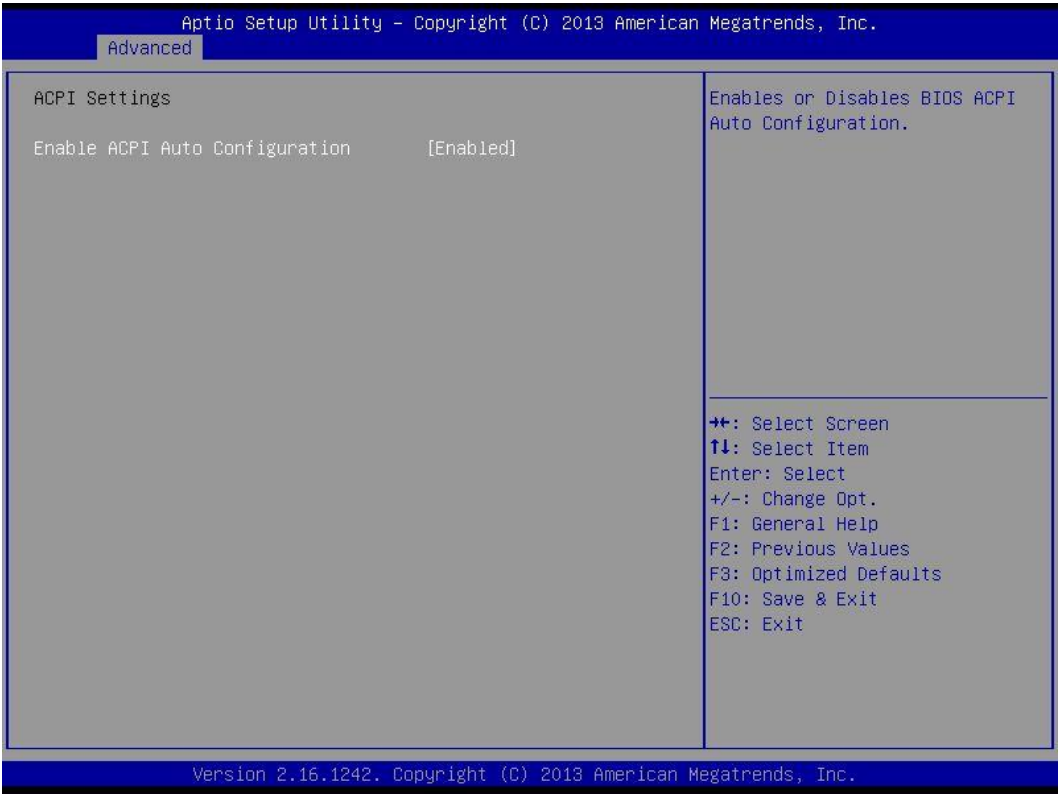 Aptio Setup Utility – Copyright (C) 2013 American Megatrends, Inc.
Advanced
ACPI Settings
Enable ACPI Auto Configuration [Enabled]
Enables or Disables BIOS ACPI
Auto Configuration.
→←: Select Screen
↑↓: Select Item
Enter: Select
+/-: Change Opt.
F1: General Help
F2: Previous Values
F3: Optimized Defaults
F10: Save & Exit
ESC: Exit
Version 2.16.1242. Copyright (C) 2013 American Megatrends, Inc.